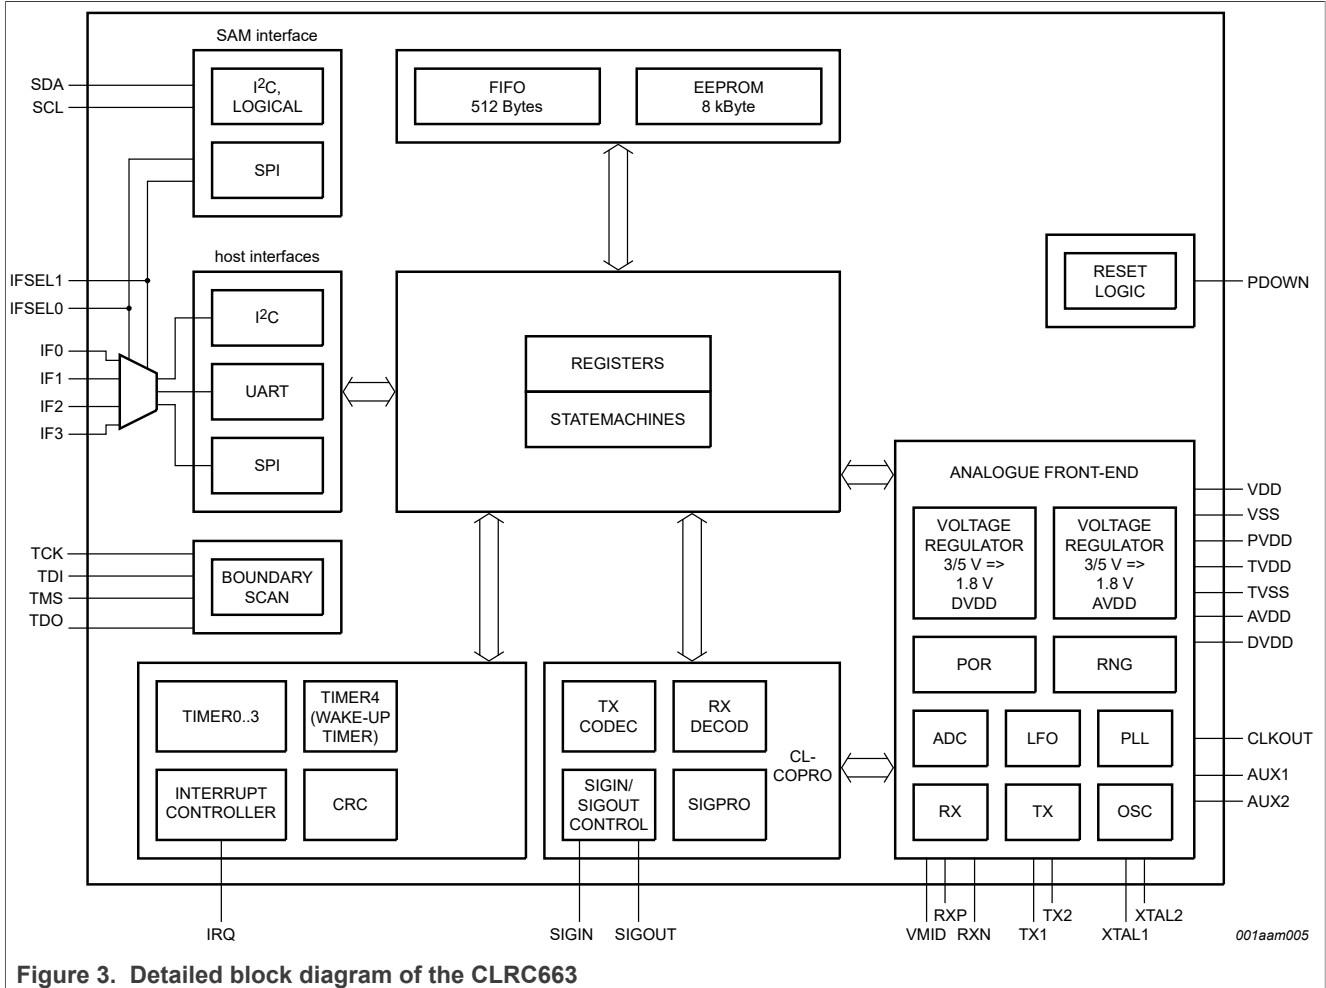 SAM interface
SDA
SCL
I²C,
LOGICAL
SPI
FIFO
512 Bytes
EEPROM
8 kByte
host interfaces
IFSEL1
IFSEL0
IF0
IF1
IF2
IF3
I²C
UART
SPI
REGISTERS
STATEMACHINES
RESET
LOGIC
PDOWN
TCK
TDI
TMS
TDO
BOUNDARY
SCAN
ANALOGUE FRONT-END
VOLTAGE
REGULATOR
3/5 V =>
1.8 V
DVDD
VOLTAGE
REGULATOR
3/5 V =>
1.8 V
AVDD
POR
RNG
ADC
LFO
PLL
RX
TX
OSC
VDD
VSS
PVDD
TVDD
TVSS
AVDD
DVDD
CLKOUT
AUX1
AUX2
TIMER0..3
TIMER4
(WAKE-UP
TIMER)
INTERRUPT
CONTROLLER
CRC
TX
CODEC
RX
DECOD
SIGIN/
SIGOUT
CONTROL
SIGPRO
CL-
COPRO
IRQ
SIGIN
SIGOUT
VMID
RXP
RXN
TX1
TX2
XTAL1
XTAL2
001aam005
Figure 3. Detailed block diagram of the CLRC663